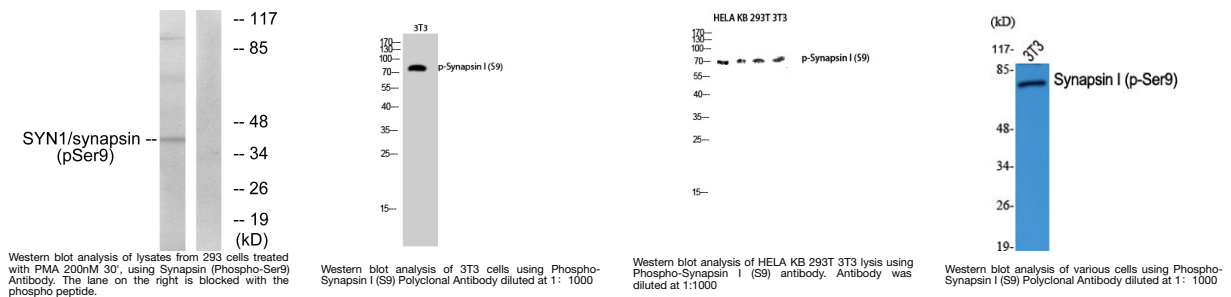 -- 117
-- 85
-- 48
-- 34
-- 26
-- 19
(kD)
SYN1/synapsin --
(pSer9)
Western blot analysis of lysates from 293 cells treated
with PMA 200nM 30', using Synapsin (Phospho-Ser9)
Antibody. The lane on the right is blocked with the
phospho peptide.
3T3
170--
130--
100--
70--
55--
40--
35--
25--
15--
p-Synapsin I (S9)
Western blot analysis of 3T3 cells using Phospho-
Synapsin I (S9) Polyclonal Antibody diluted at 1: 1000
HELA KB 293T 3T3
170--
130--
100--
70--
55--
40--
35--
25--
15--
p-Synapsin I (S9)
Western blot analysis of HELA KB 293T 3T3 lysis using
Phospho-Synapsin I (S9) antibody. Antibody was
diluted at 1:1000
(kD)
3T3
117-
85-
48-
34-
26-
19-
Synapsin I (p-Ser9)
Western blot analysis of various cells using Phospho-
Synapsin I (S9) Polyclonal Antibody diluted at 1: 1000